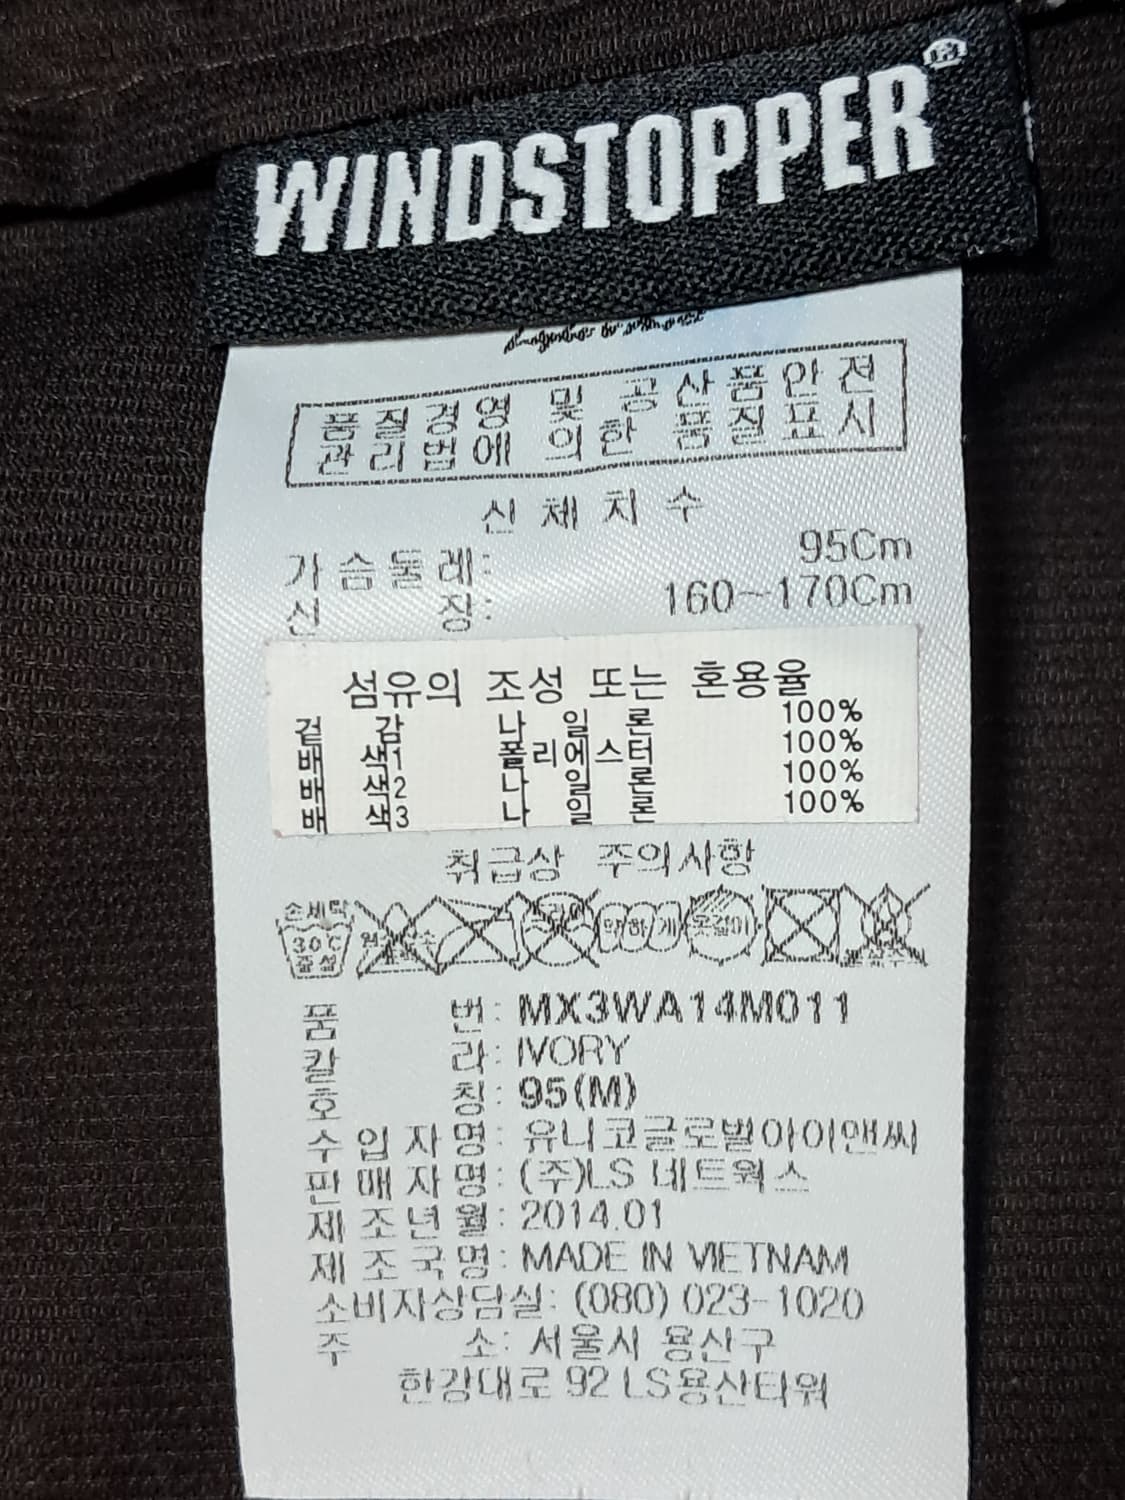 WINDSTOPPER®
품질경영 및 공산품안전
관리법에 의한 품질표시
신체치수
가슴둘레: 95Cm
신 장: 160~170Cm
섬유의 조성 또는 혼용율
겉 감 나 일 론 100%
배 색1 폴리에스터 100%
배 색2 나 일 론 100%
배 색3 나 일 론 100%
취급상 주의사항
손세탁 30℃ 중성 약하게 옷걸이
품 번: MX3WA14M011
칼 라: IVORY
호 칭: 95(M)
수입자명: 유니코글로벌아이앤씨
판매자명: (주)LS 네트웍스
제조년월: 2014.01
제조국명: MADE IN VIETNAM
소비자상담실: (080) 023-1020
주 소: 서울시 용산구
한강대로 92 LS용산타워